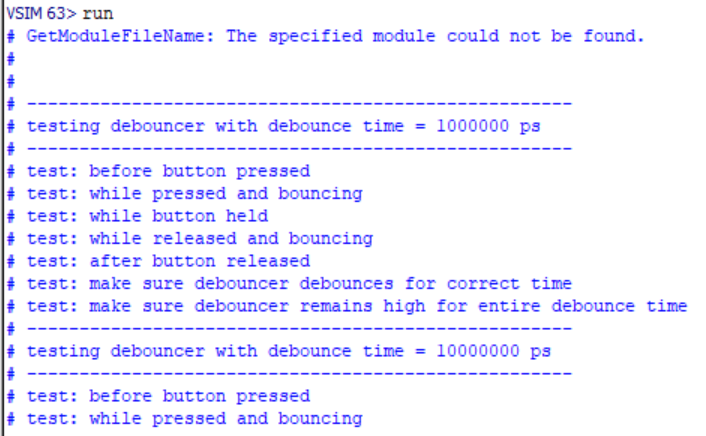 VSIM 63> run
# GetModuleFileName: The specified module could not be found.
#
#
# ----------------------------------------------------
# testing debouncer with debounce time = 1000000 ps
# ----------------------------------------------------
# test: before button pressed
# test: while pressed and bouncing
# test: while button held
# test: while released and bouncing
# test: after button released
# test: make sure debouncer debounces for correct time
# test: make sure debouncer remains high for entire debounce time
# ----------------------------------------------------
# testing debouncer with debounce time = 10000000 ps
# ----------------------------------------------------
# test: before button pressed
# test: while pressed and bouncing